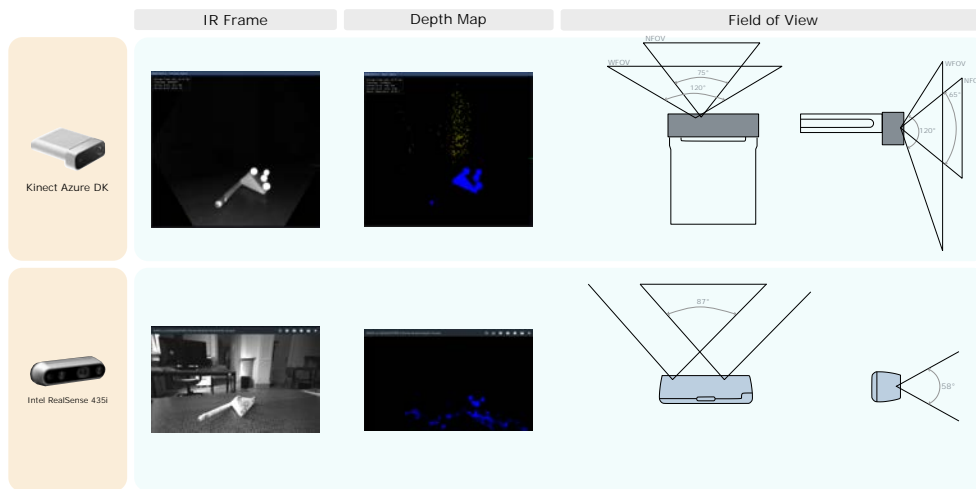 IR Frame
Depth Map
Field of View
Kinect Azure DK
NFOV
WFOV
75°
120°
WFOV
NFO
65°
120°
Intel RealSense 435i
87°
58°